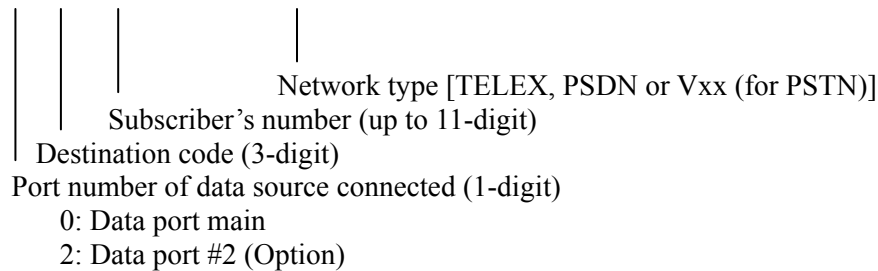 Network type [TELEX, PSDN or Vxx (for PSTN)]
Subscriber’s number (up to 11-digit)
Destination code (3-digit)
Port number of data source connected (1-digit)
0: Data port main
2: Data port #2 (Option)